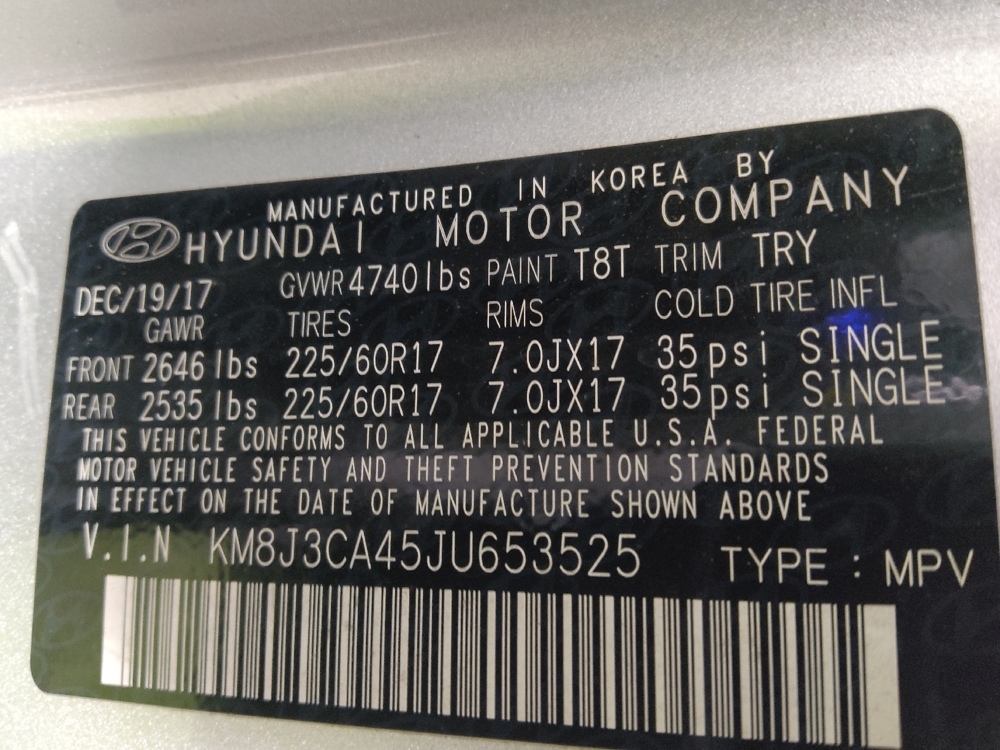 MANUFACTURED IN KOREA BY
HYUNDAI MOTOR COMPANY
DEC/19/17 GVWR 4740lbs PAINT T8T TRIM TRY
GAWR TIRES RIMS COLD TIRE INFL
FRONT 2646 lbs 225/60R17 7.0JX17 35psi SINGLE
REAR 2535 lbs 225/60R17 7.0JX17 35psi SINGLE
THIS VEHICLE CONFORMS TO ALL APPLICABLE U.S.A. FEDERAL
MOTOR VEHICLE SAFETY AND THEFT PREVENTION STANDARDS
IN EFFECT ON THE DATE OF MANUFACTURE SHOWN ABOVE
V.I.N KM8J3CA45JU653525 TYPE : MPV